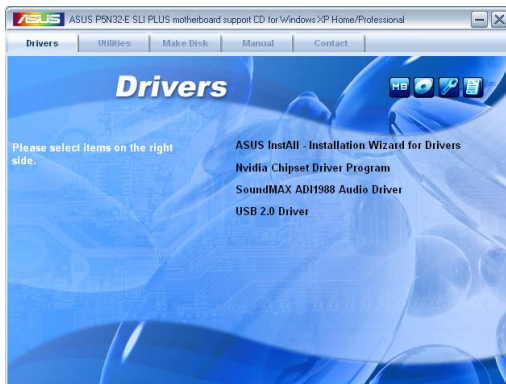 ASUS ASUS P5N32-E SLI PLUS motherboard support CD for Windows XP Home/Professional
Drivers Utilities Make Disk Manual Contact
Drivers
MB
Please select items on the right
side.
ASUS InstAll - Installation Wizard for Drivers
Nvidia Chipset Driver Program
SoundMAX ADI1988 Audio Driver
USB 2.0 Driver